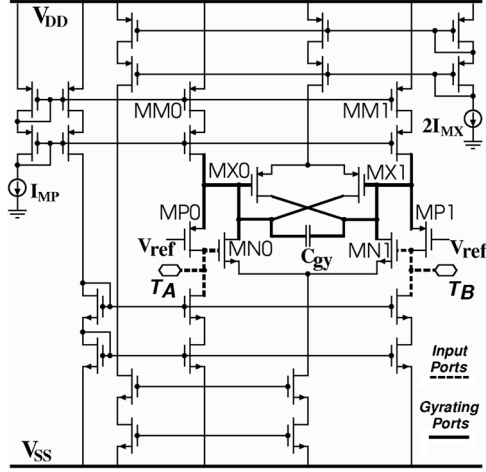 VDD
MM0
MM1
2IMX
MX0
MX1
IMP
MP0
MP1
Vref
MN0
Cgy
MN1
Vref
TA
TB
Input
Ports
Gyrating
Ports
VSS